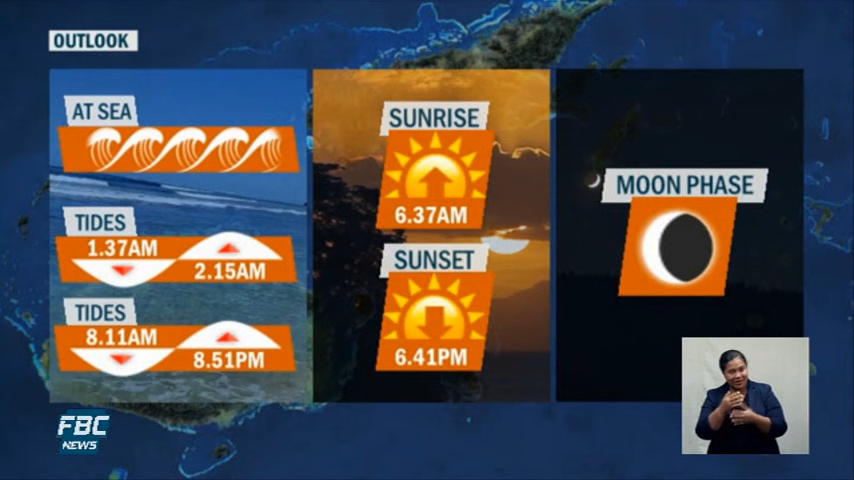 OUTLOOK
AT SEA
TIDES
1.37AM
2.15AM
TIDES
8.11AM
8.51PM
SUNRISE
6.37AM
SUNSET
6.41PM
MOON PHASE
FBC
NEWS